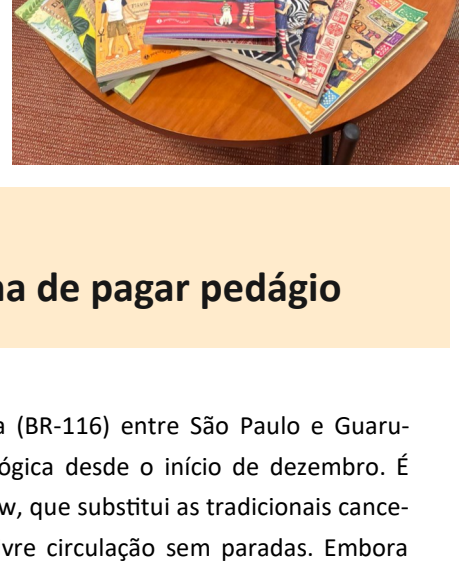 na de pagar pedágio
a (BR-116) entre São Paulo e Guaru-
ógica desde o início de dezembro. É
w, que substitui as tradicionais cance-
vre circulação sem paradas. Embora